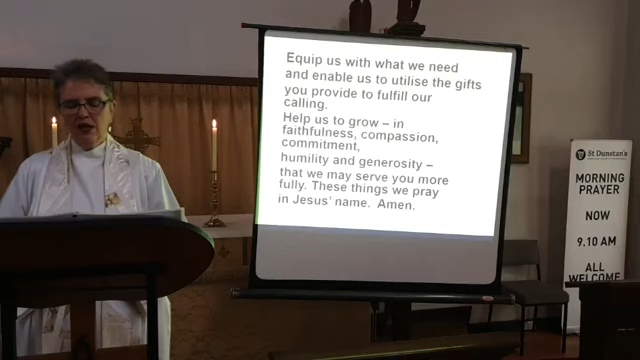 Equip us with what we need
and enable us to utilise the gifts
you provide to fulfill our
calling.
Help us to grow – in
faithfulness, compassion,
commitment,
humility and generosity –
that we may serve you more
fully. These things we pray
in Jesus' name. Amen.
St Dunstan's
MORNING
PRAYER
NOW
9.10 AM
ALL
WELCOME